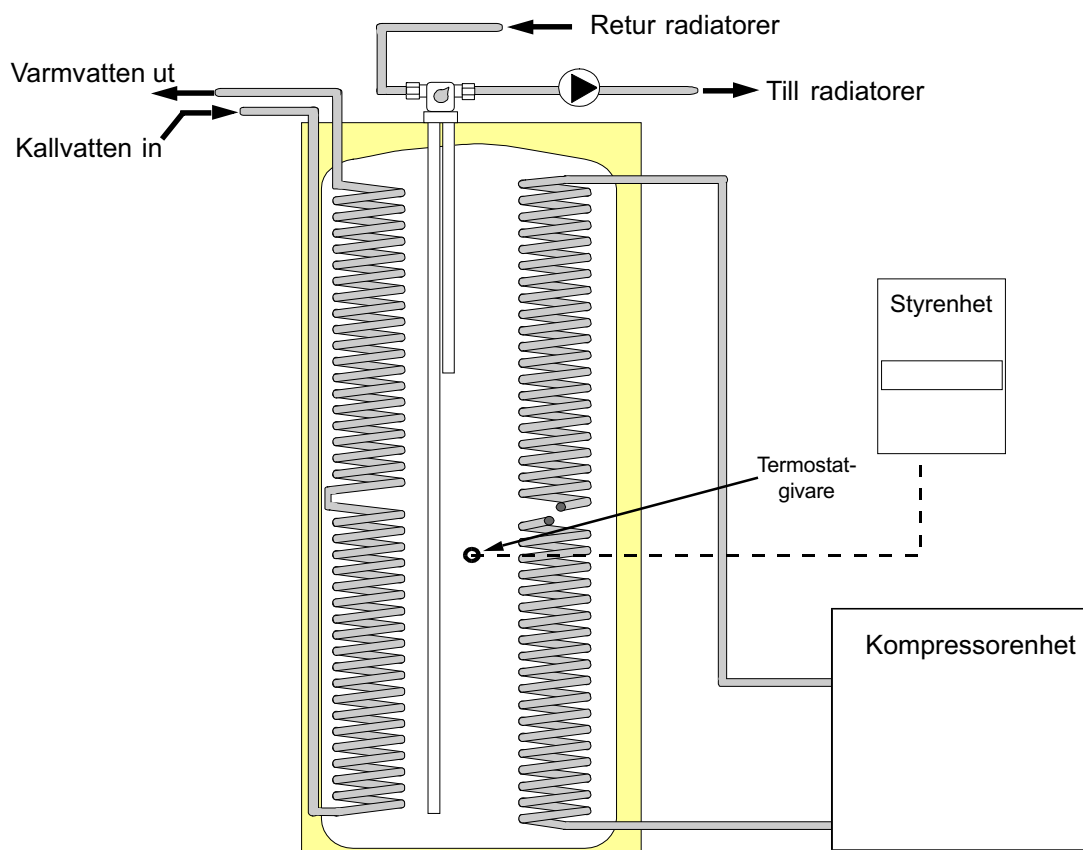 Retur radiatorer
Varmvatten ut
Till radiatorer
Kallvatten in
Styrenhet
Termostat-
givare
Kompressorenhet